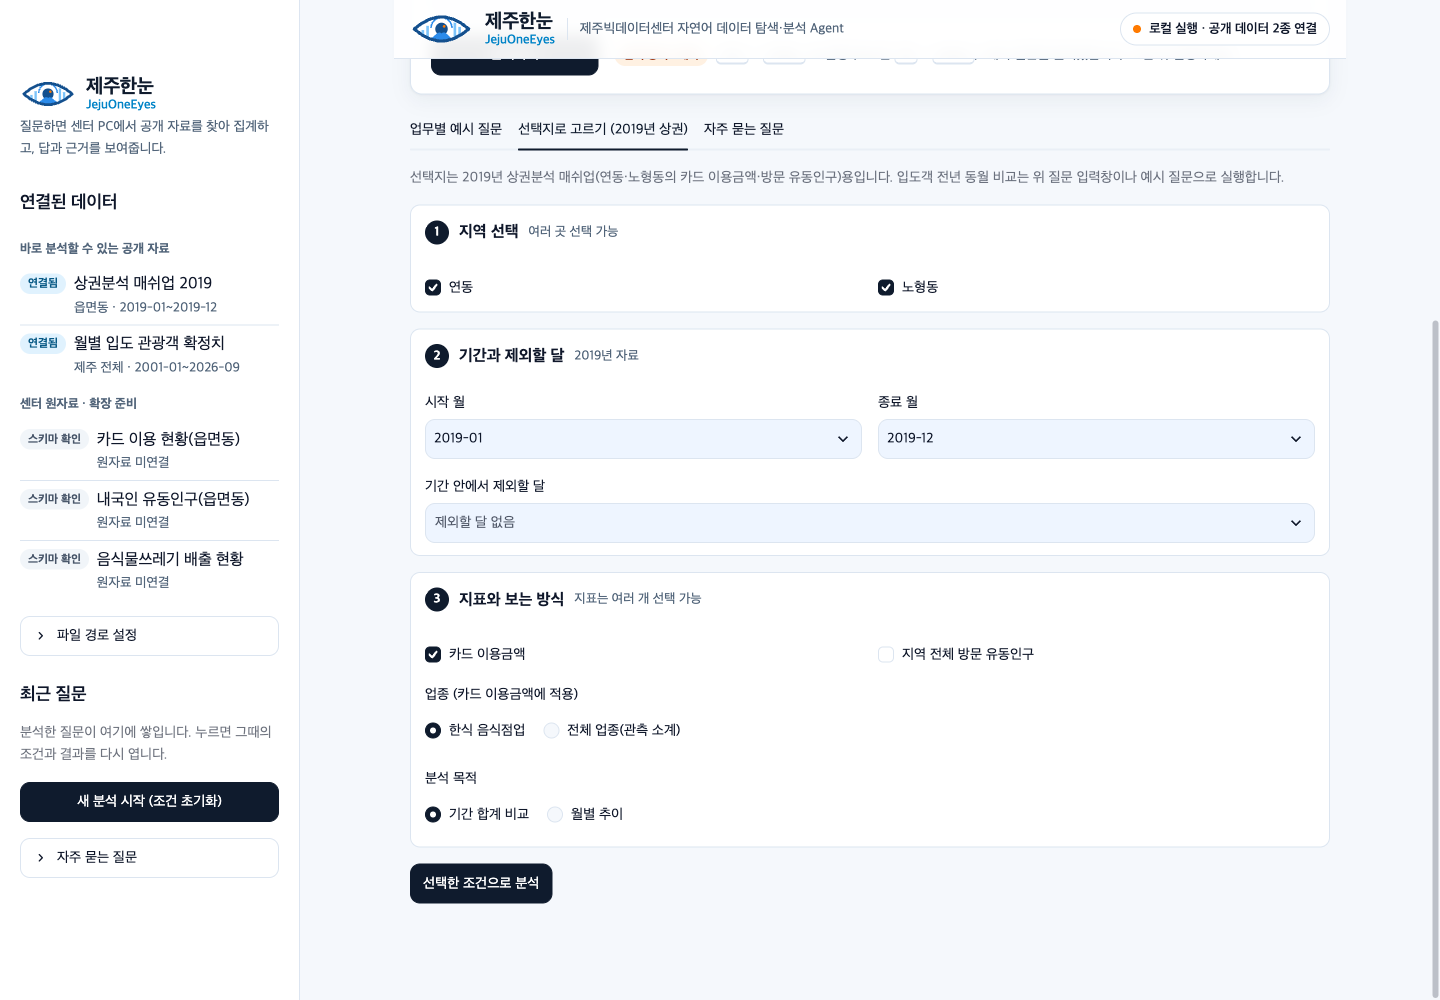 제주한눈
JejuOneEyes
질문하면 센터 PC에서 공개 자료를 찾아 집계하
고, 답과 근거를 보여줍니다.
연결된 데이터
바로 분석할 수 있는 공개 자료
연결됨 상권분석 매쉬업 2019
읍면동 · 2019-01~2019-12
연결됨 월별 입도 관광객 확정치
제주 전체 · 2001-01~2026-09
센터 원자료 · 확장 준비
스키마 확인 카드 이용 현황(읍면동)
원자료 미연결
스키마 확인 내국인 유동인구(읍면동)
원자료 미연결
스키마 확인 음식물쓰레기 배출 현황
원자료 미연결
파일 경로 설정
최근 질문
분석한 질문이 여기에 쌓입니다. 누르면 그때의
조건과 결과를 다시 엽니다.
새 분석 시작 (조건 초기화)
자주 묻는 질문
제주한눈
JejuOneEyes
제주빅데이터센터 자연어 데이터 탐색·분석 Agent
로컬 실행 · 공개 데이터 2종 연결
업무별 예시 질문 선택지로 고르기 (2019년 상권) 자주 묻는 질문
선택지는 2019년 상권분석 매쉬업(연동·노형동의 카드 이용금액·방문 유동인구)용입니다. 입도객 전년 동월 비교는 위 질문 입력창이나 예시 질문으로 실행합니다.
1 지역 선택 여러 곳 선택 가능
연동 노형동
2 기간과 제외할 달 2019년 자료
시작 월 종료 월
2019-01 2019-12
기간 안에서 제외할 달
제외할 달 없음
3 지표와 보는 방식 지표는 여러 개 선택 가능
카드 이용금액 지역 전체 방문 유동인구
업종 (카드 이용금액에 적용)
한식 음식점업 전체 업종(관측 소계)
분석 목적
기간 합계 비교 월별 추이
선택한 조건으로 분석